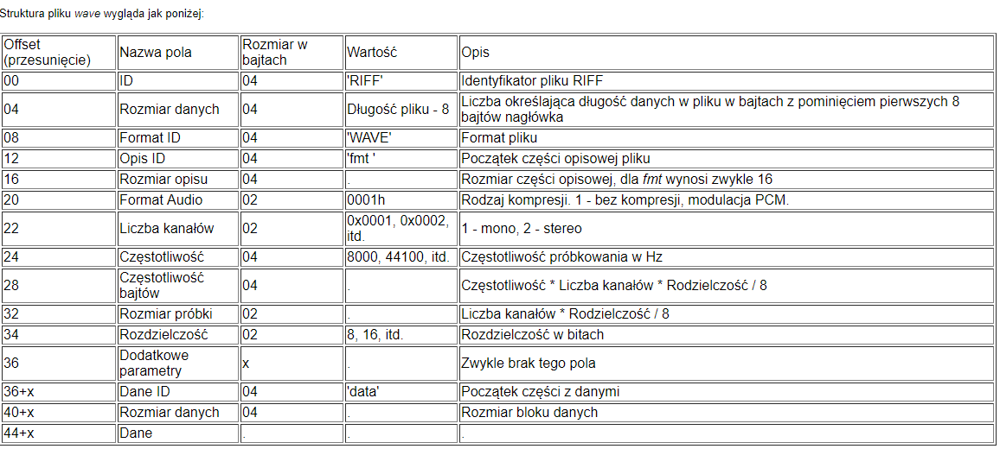 Struktura pliku wave wygląda jak poniżej:
Offset (przesunięcie) Nazwa pola Rozmiar w bajtach Wartość Opis
00 ID 04 'RIFF' Identyfikator pliku RIFF
04 Rozmiar danych 04 Długość pliku - 8 Liczba określająca długość danych w pliku w bajtach z pominięciem pierwszych 8 bajtów nagłówka
08 Format ID 04 'WAVE' Format pliku
12 Opis ID 04 'fmt ' Początek części opisowej pliku
16 Rozmiar opisu 04 . Rozmiar części opisowej, dla fmt wynosi zwykle 16
20 Format Audio 02 0001h Rodzaj kompresji. 1 - bez kompresji, modulacja PCM.
22 Liczba kanałów 02 0x0001, 0x0002, itd. 1 - mono, 2 - stereo
24 Częstotliwość 04 8000, 44100, itd. Częstotliwość próbkowania w Hz
28 Częstotliwość bajtów 04 . Częstotliwość * Liczba kanałów * Rodzielczość / 8
32 Rozmiar próbki 02 . Liczba kanałów * Rodzielczość / 8
34 Rozdzielczość 02 8, 16, itd. Rozdzielczość w bitach
36 Dodatkowe parametry x . Zwykle brak tego pola
36+x Dane ID 04 'data' Początek części z danymi
40+x Rozmiar danych 04 . Rozmiar bloku danych
44+x Dane . . .